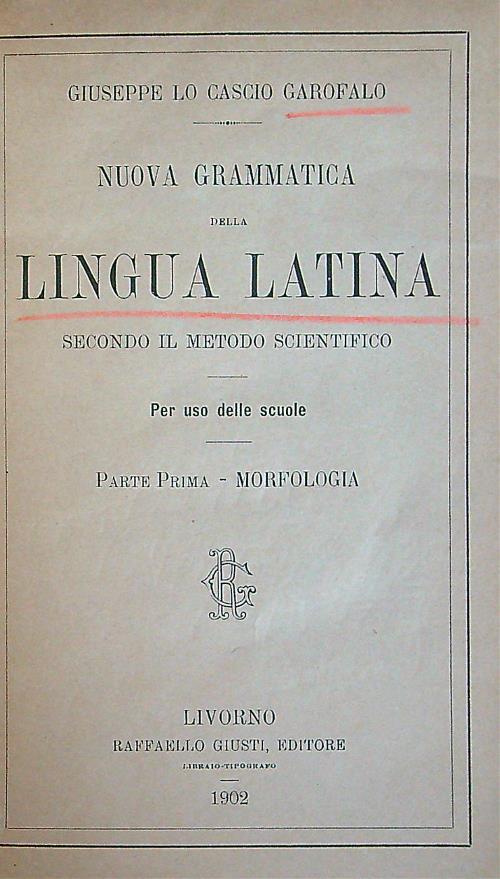 GIUSEPPE LO CASCIO GAROFALO
NUOVA GRAMMATICA
DELLA
LINGUA LATINA
SECONDO IL METODO SCIENTIFICO
Per uso delle scuole
PARTE PRIMA - MORFOLOGIA
LIVORNO
RAFFAELLO GIUSTI, EDITORE
LIBRAIO-TIPOGRAFO
1902